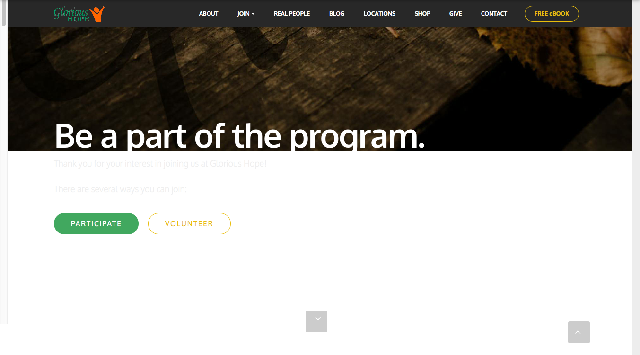 Glorious HOPE
ABOUT JOIN REAL PEOPLE BLOG LOCATIONS SHOP GIVE CONTACT FREE eBOOK
Be a part of the program.
Thank you for your interest in joining us at Glorious Hope!
There are several ways you can join.
PARTICIPATE VOLUNTEER